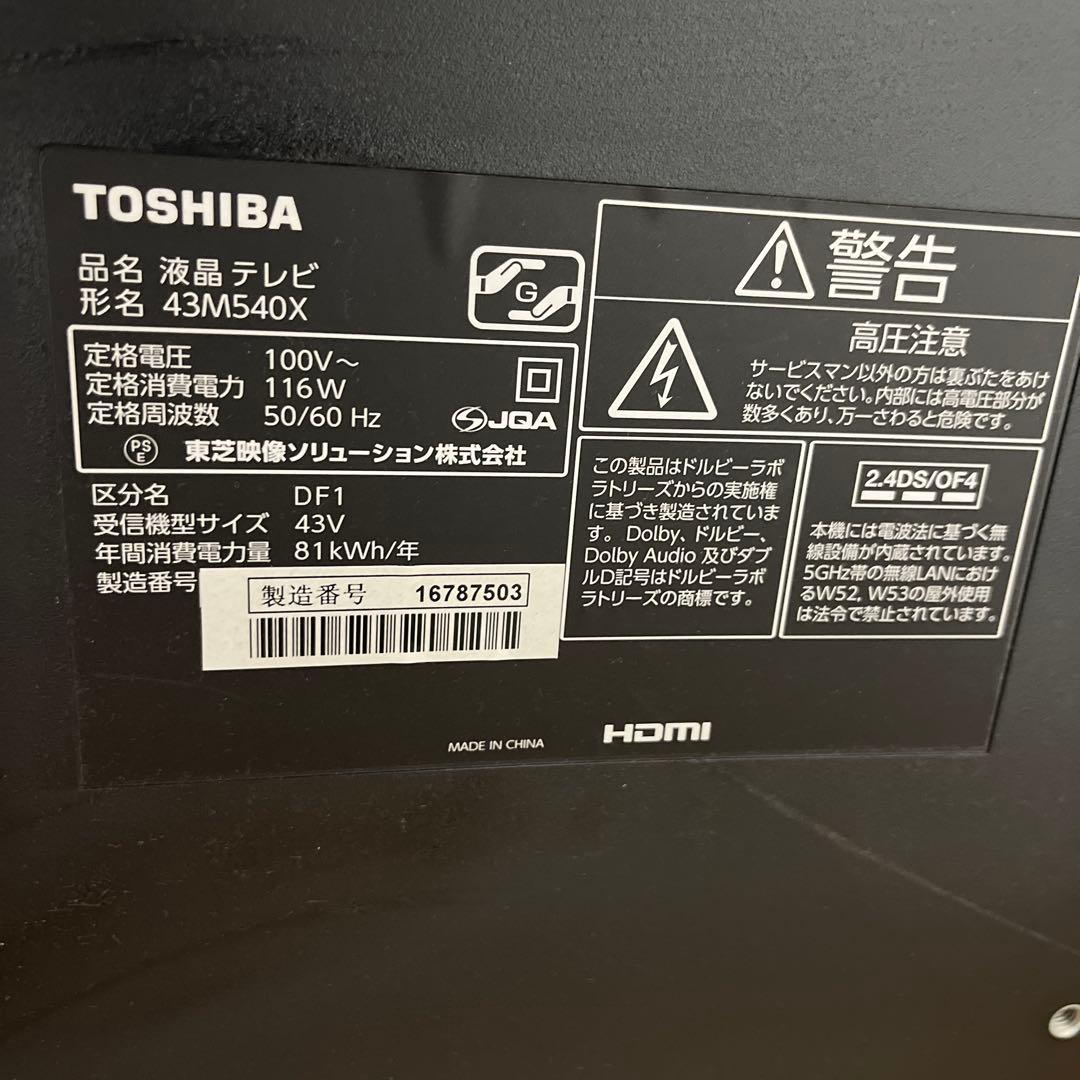 TOSHIBA
品名 液晶テレビ
形名 43M540X
G
定格電圧 100V～
定格消費電力 116W
定格周波数 50/60 Hz
JQA
PS
E
東芝映像ソリューション株式会社
区分名 DF1
受信機型サイズ 43V
年間消費電力量 81kWh/年
製造番号
製造番号 16787503
MADE IN CHINA
HDMI
警告
高圧注意
サービスマン以外の方は裏ぶたをあけ
ないでください。内部には高電圧部分が
数多くあり、万一さわると危険です。
この製品はドルビーラボ
ラトリーズからの実施権
に基づき製造されていま
す。Dolby、ドルビー、
Dolby Audio 及びダブ
ルD記号はドルビーラボ
ラトリーズの商標です。
2.4DS/OF4
本機には電波法に基づく無
線設備が内蔵されています。
5GHz帯の無線LANにおけ
るW52, W53の屋外使用
は法令で禁止されています。